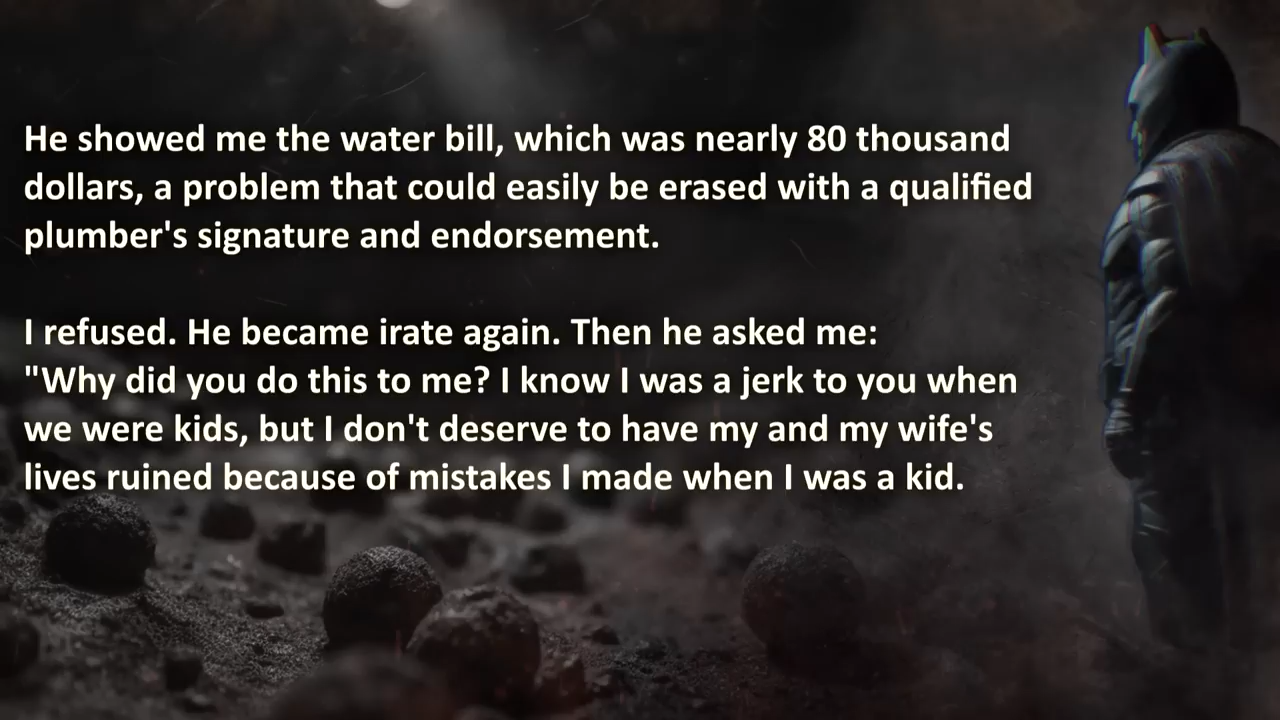 He showed me the water bill, which was nearly 80 thousand
dollars, a problem that could easily be erased with a qualified
plumber's signature and endorsement.
I refused. He became irate again. Then he asked me:
"Why did you do this to me? I know I was a jerk to you when
we were kids, but I don't deserve to have my and my wife's
lives ruined because of mistakes I made when I was a kid.